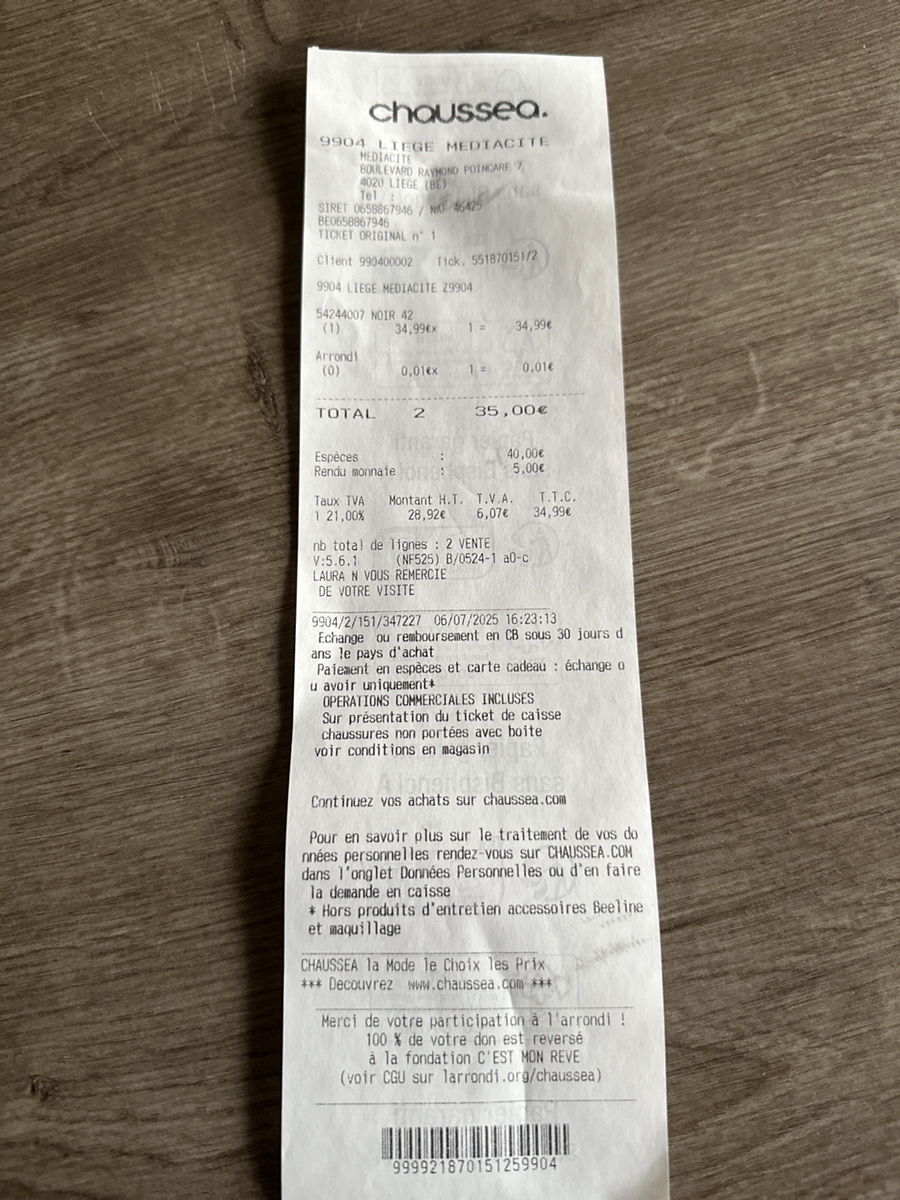 chaussea.
9904 LIEGE MEDIACITE
MEDIACITE
BOULEVARD RAYMOND POINCARE 7
4020 LIEGE (BE)
Tel :
SIRET 0658867946 / NAF 46425
BE0658867946
TICKET ORIGINAL n° 1
Client 990400002 Tick. 551870151/2
9904 LIEGE MEDIACITE Z9904
54244007 NOIR 42
(1) 34,99€x 1 = 34,99€
Arrondi
(0) 0,01€x 1 = 0,01€
TOTAL 2 35,00€
Espèces : 40,00€
Rendu monnaie : 5,00€
Taux TVA Montant H.T. T.V.A. T.T.C.
1 21,00% 28,92€ 6,07€ 34,99€
nb total de lignes : 2 VENTE
V:5.6.1 (NF525) B/0524-1 a0-c
LAURA N VOUS REMERCIE
DE VOTRE VISITE
9904/2/151/347227 06/07/2025 16:23:13
Echange ou remboursement en CB sous 30 jours d
ans le pays d'achat
Paiement en espèces et carte cadeau : échange o
u avoir uniquement*
OPERATIONS COMMERCIALES INCLUSES
Sur présentation du ticket de caisse
chaussures non portées avec boite
voir conditions en magasin
Continuez vos achats sur chaussea.com
Pour en savoir plus sur le traitement de vos do
nnées personnelles rendez-vous sur CHAUSSEA.COM
dans l'onglet Données Personnelles ou d'en faire
la demande en caisse
* Hors produits d'entretien accessoires Beeline
et maquillage
CHAUSSEA la Mode le Choix les Prix
*** Decouvrez www.chaussea.com ***
Merci de votre participation à l'arrondi !
100 % de votre don est reversé
à la fondation C'EST MON REVE
(voir CGU sur larrondi.org/chaussea)
999921870151259904